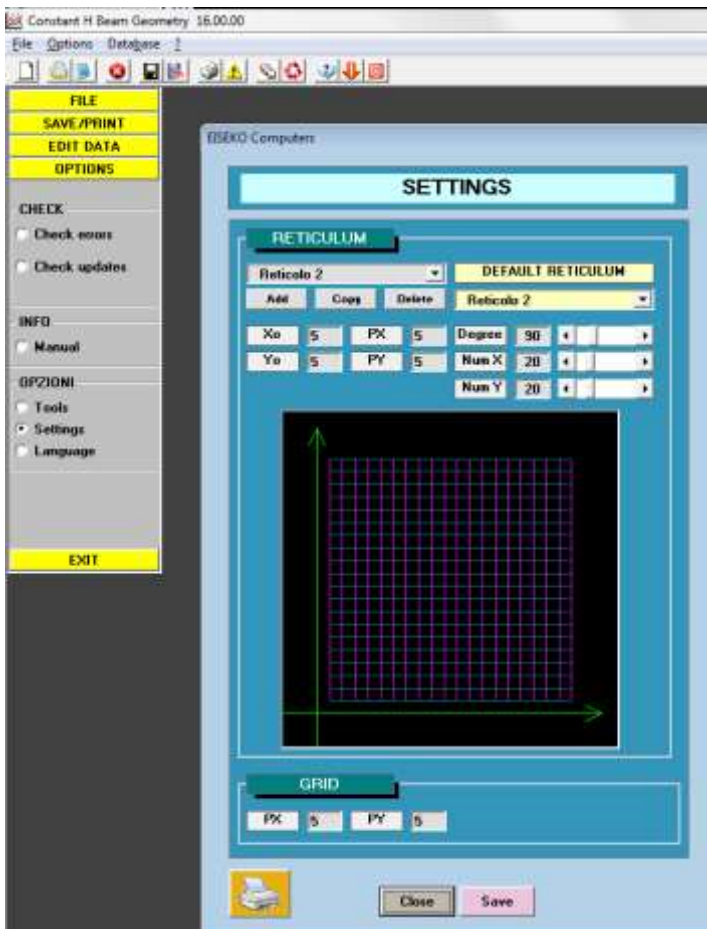 Constant H Beam Geometry 16.00.00
File Options Database ?
FILE
SAVE/PRINT
EDIT DATA
OPTIONS
CHECK
Check errors
Check updates
INFO
Manual
OPZIONI
Tools
Settings
Language
EXIT
EISEKO Computers
SETTINGS
RETICULUM
Reticolo 2
DEFAULT RETICULUM
Add Copy Delete
Reticolo 2
Xo 5 PX 5 Degree 90
Yo 5 PY 5 Num X 20
Num Y 20
GRID
PX 5 PY 5
Close Save